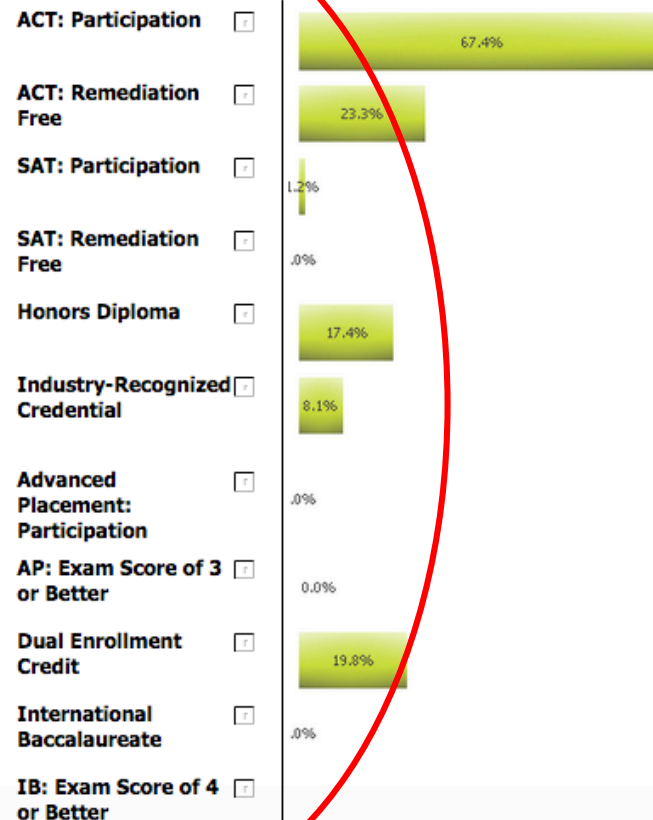 ACT: Participation
67.4%
ACT: Remediation
Free
23.3%
SAT: Participation
1.2%
SAT: Remediation
Free
.0%
Honors Diploma
17.4%
Industry-Recognized
Credential
8.1%
Advanced
Placement:
Participation
.0%
AP: Exam Score of 3
or Better
0.0%
Dual Enrollment
Credit
19.8%
International
Baccalaureate
.0%
IB: Exam Score of 4
or Better